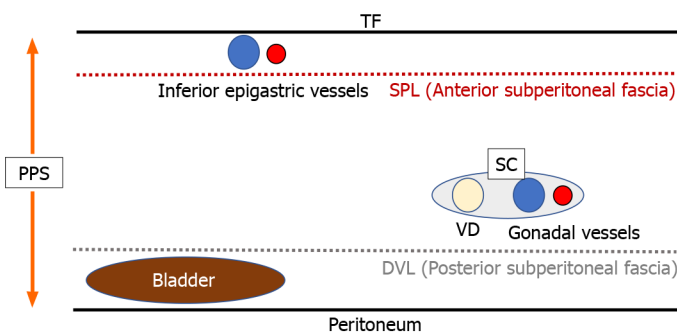 TF
Inferior epigastric vessels
SPL (Anterior subperitoneal fascia)
PPS
SC
VD
Gonadal vessels
DVL (Posterior subperitoneal fascia)
Bladder
Peritoneum